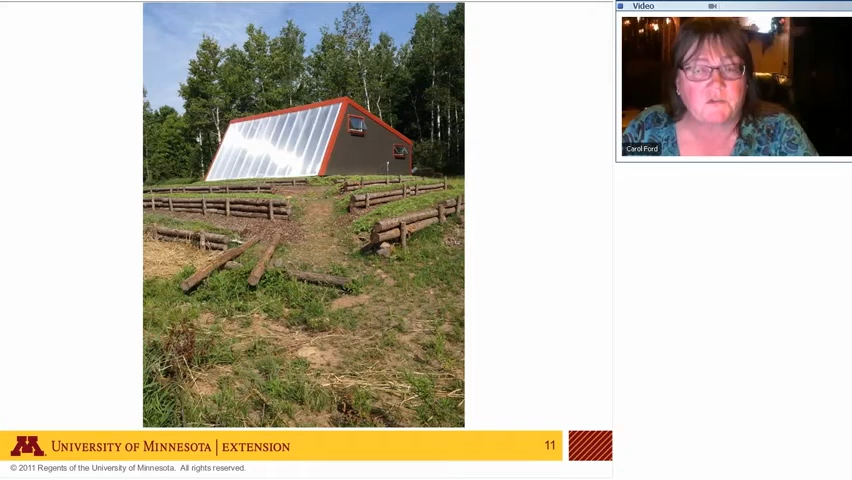 Video
Carol Ford
M
UNIVERSITY OF MINNESOTA | EXTENSION
11
© 2011 Regents of the University of Minnesota. All rights reserved.